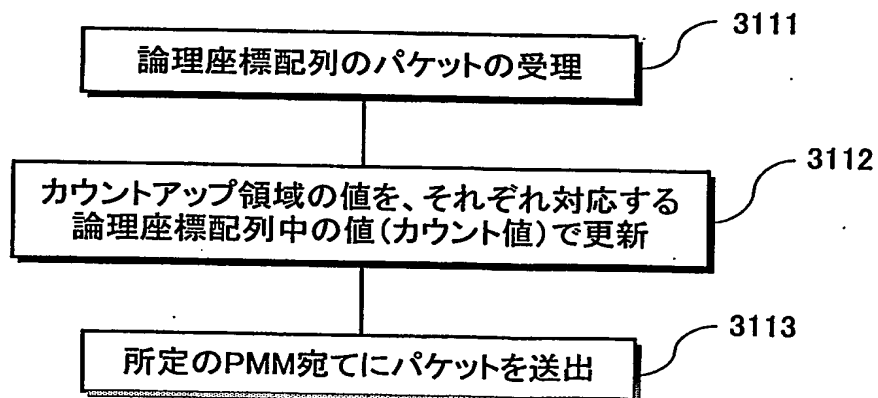 3111
論理座標配列のパケットの受理
3112
カウントアップ領域の値を、それぞれ対応する
論理座標配列中の値(カウント値)で更新
3113
所定のPMM宛てにパケットを送出